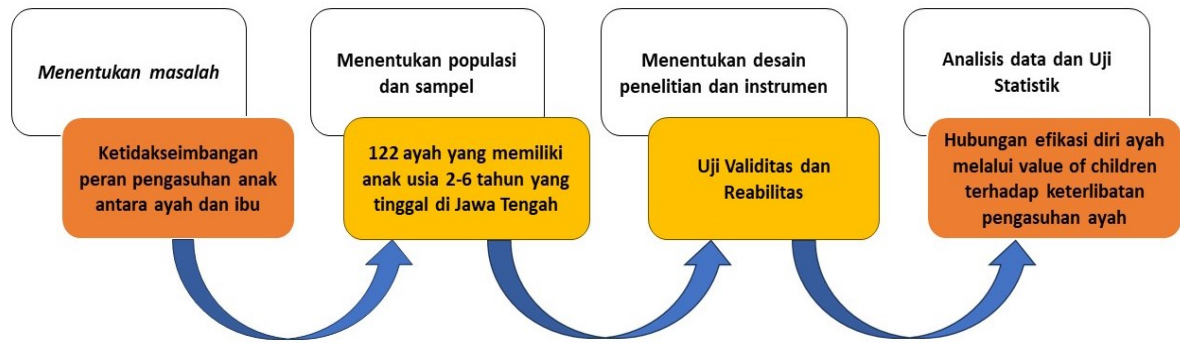 Menentukan masalah
Ketidakseimbangan
peran pengasuhan anak
antara ayah dan ibu
Menentukan populasi
dan sampel
122 ayah yang memiliki
anak usia 2-6 tahun yang
tinggal di Jawa Tengah
Menentukan desain
penelitian dan instrumen
Uji Validitas dan
Reabilitas
Analisis data dan Uji
Statistik
Hubungan efikasi diri ayah
melalui value of children
terhadap keterlibatan
pengasuhan ayah